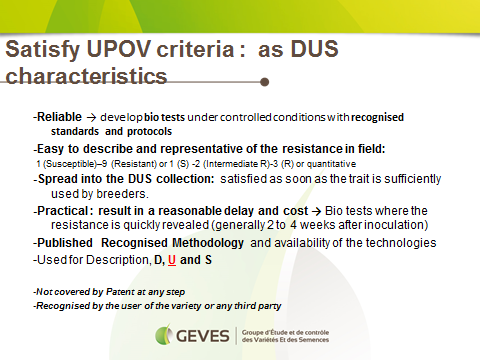 Satisfy UPOV criteria : as DUS
characteristics
-Reliable → develop bio tests under controlled conditions with recognised
standards and protocols
-Easy to describe and representative of the resistance in field:
1 (Susceptible)–9 (Resistant) or 1 (S) -2 (Intermediate R)-3 (R) or quantitative
-Spread into the DUS collection: satisfied as soon as the trait is sufficiently
used by breeders.
-Practical : result in a reasonable delay and cost → Bio tests where the
resistance is quickly revealed (generally 2 to 4 weeks after inoculation)
-Published Recognised Methodology and availability of the technologies
-Used for Description, D, U and S
-Not covered by Patent at any step
-Recognised by the user of the variety or any third party
GEVES
Groupe d'Étude et de contrôle
des Variétés Et des Semences